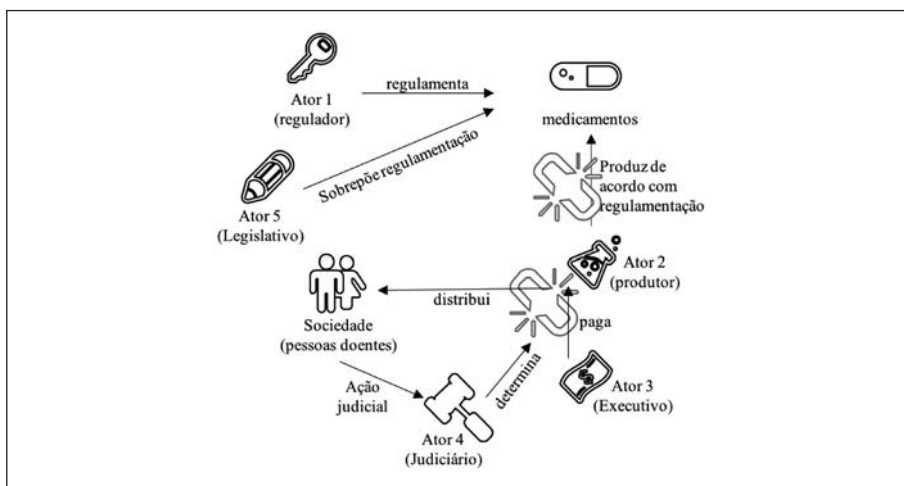 regulamenta
Ator 1
(regulador)
medicamentos
Sobrepõe regulamentação
Produz de
acordo com
regulamentação
Ator 5
(Legislativo)
Ator 2
(produtor)
distribui
Sociedade
(pessoas doentes)
paga
determina
Ação
judicial
Ator 3
(Executivo)
Ator 4
(Judiciário)